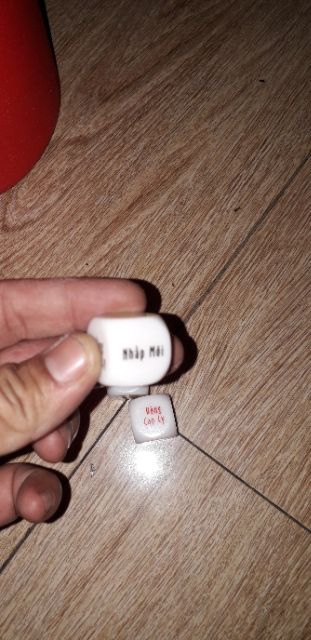 Nhấp Môi
Uống
Cạn Ly